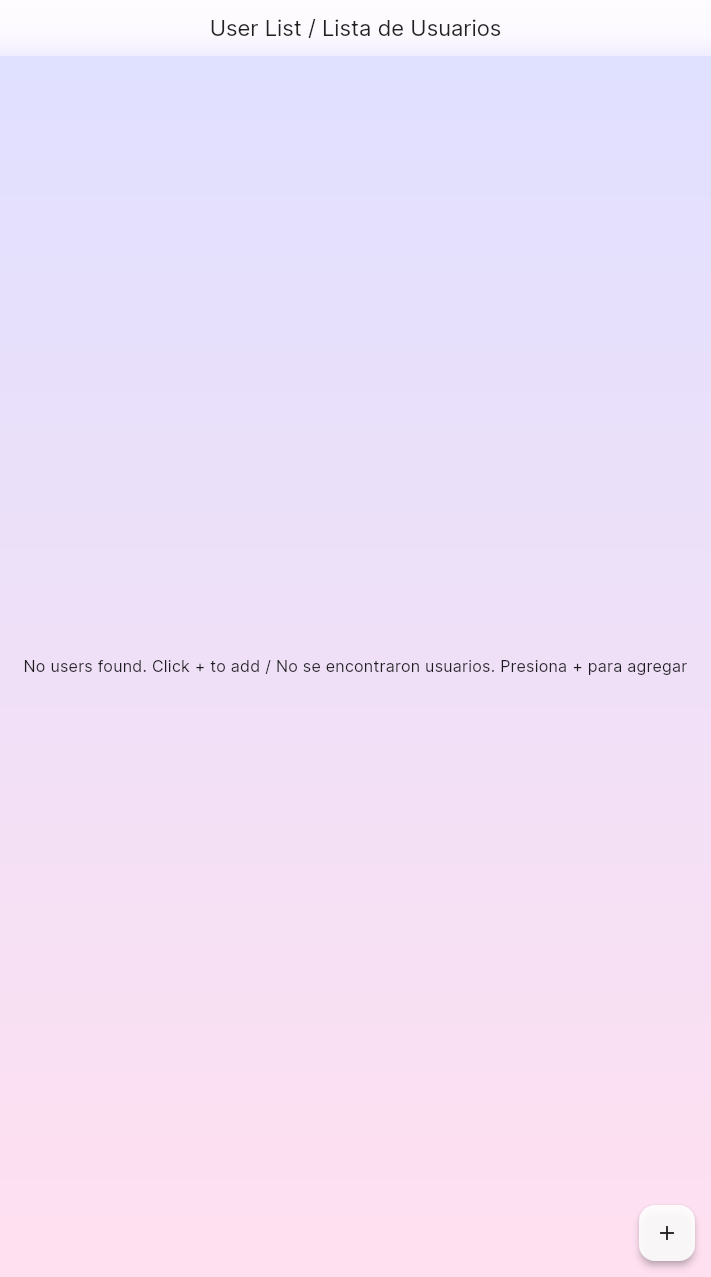 User List / Lista de Usuarios
No users found. Click + to add / No se encontraron usuarios. Presiona + para agregar
+